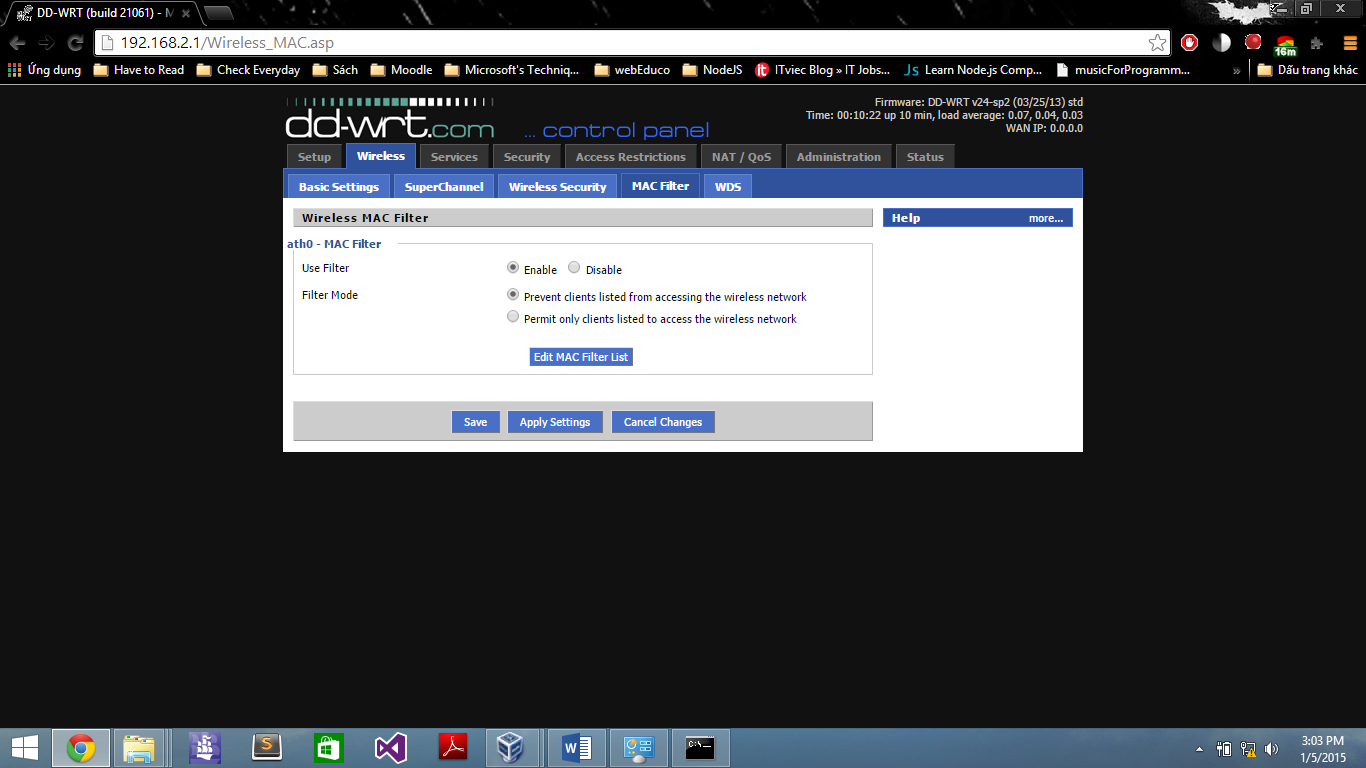 DD-WRT (build 21061) - M
192.168.2.1/Wireless_MAC.asp
16m
Ứng dụng Have to Read Check Everyday Sách Moodle Microsoft's Techniq... webEduco NodeJS it ITviec Blog » IT Jobs... Js Learn Node.js Comp... musicForProgramm... » Dấu trang khác
dd-wrt.com ... control panel
Firmware: DD-WRT v24-sp2 (03/25/13) std
Time: 00:10:22 up 10 min, load average: 0.07, 0.04, 0.03
WAN IP: 0.0.0.0
Setup Wireless Services Security Access Restrictions NAT / QoS Administration Status
Basic Settings SuperChannel Wireless Security MAC Filter WDS
Wireless MAC Filter
Help more...
ath0 - MAC Filter
Use Filter Enable Disable
Filter Mode Prevent clients listed from accessing the wireless network
Permit only clients listed to access the wireless network
Edit MAC Filter List
Save Apply Settings Cancel Changes
3:03 PM
1/5/2015